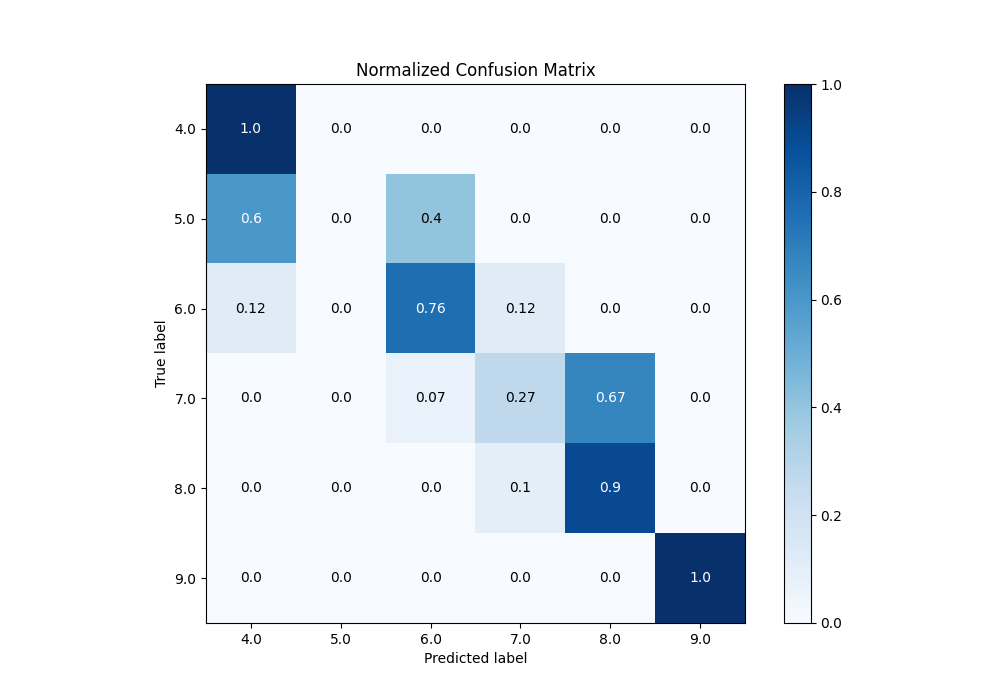 Normalized Confusion Matrix
True label
4.0 1.0 0.0 0.0 0.0 0.0 0.0
5.0 0.6 0.0 0.4 0.0 0.0 0.0
6.0 0.12 0.0 0.76 0.12 0.0 0.0
7.0 0.0 0.0 0.07 0.27 0.67 0.0
8.0 0.0 0.0 0.0 0.1 0.9 0.0
9.0 0.0 0.0 0.0 0.0 0.0 1.0
4.0 5.0 6.0 7.0 8.0 9.0
Predicted label
1.0
0.8
0.6
0.4
0.2
0.0